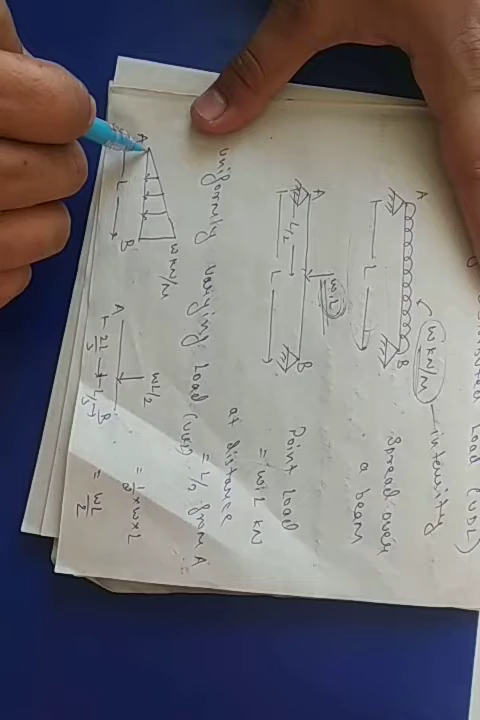 Load (UDL)
A
w kN/m
intensity
L
B
spread over
a beam
A
w·L
B
L/2
L
Point Load
= w·L kN
at distance
= L/2 from A
Uniformly Varying Load (UVL) :-
A
w kN/m
L
B
A
wL/2
2L/3
L/3
B
= 1/2 × w × L
= wL/2